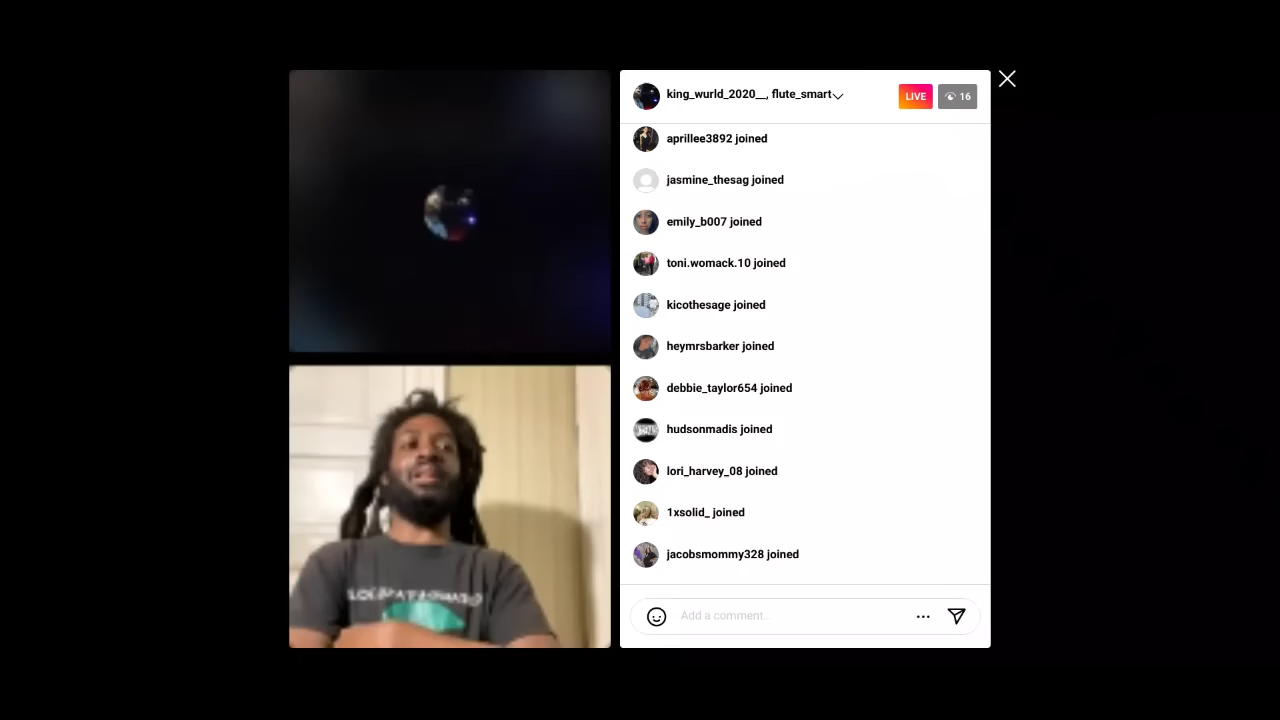 king_wurld_2020__, flute_smart
LIVE
16
aprillee3892 joined
jasmine_thesag joined
emily_b007 joined
toni.womack.10 joined
kicothesage joined
heymrsbarker joined
debbie_taylor654 joined
hudsonmadis joined
lori_harvey_08 joined
1xsolid_ joined
jacobsmommy328 joined
Add a comment...